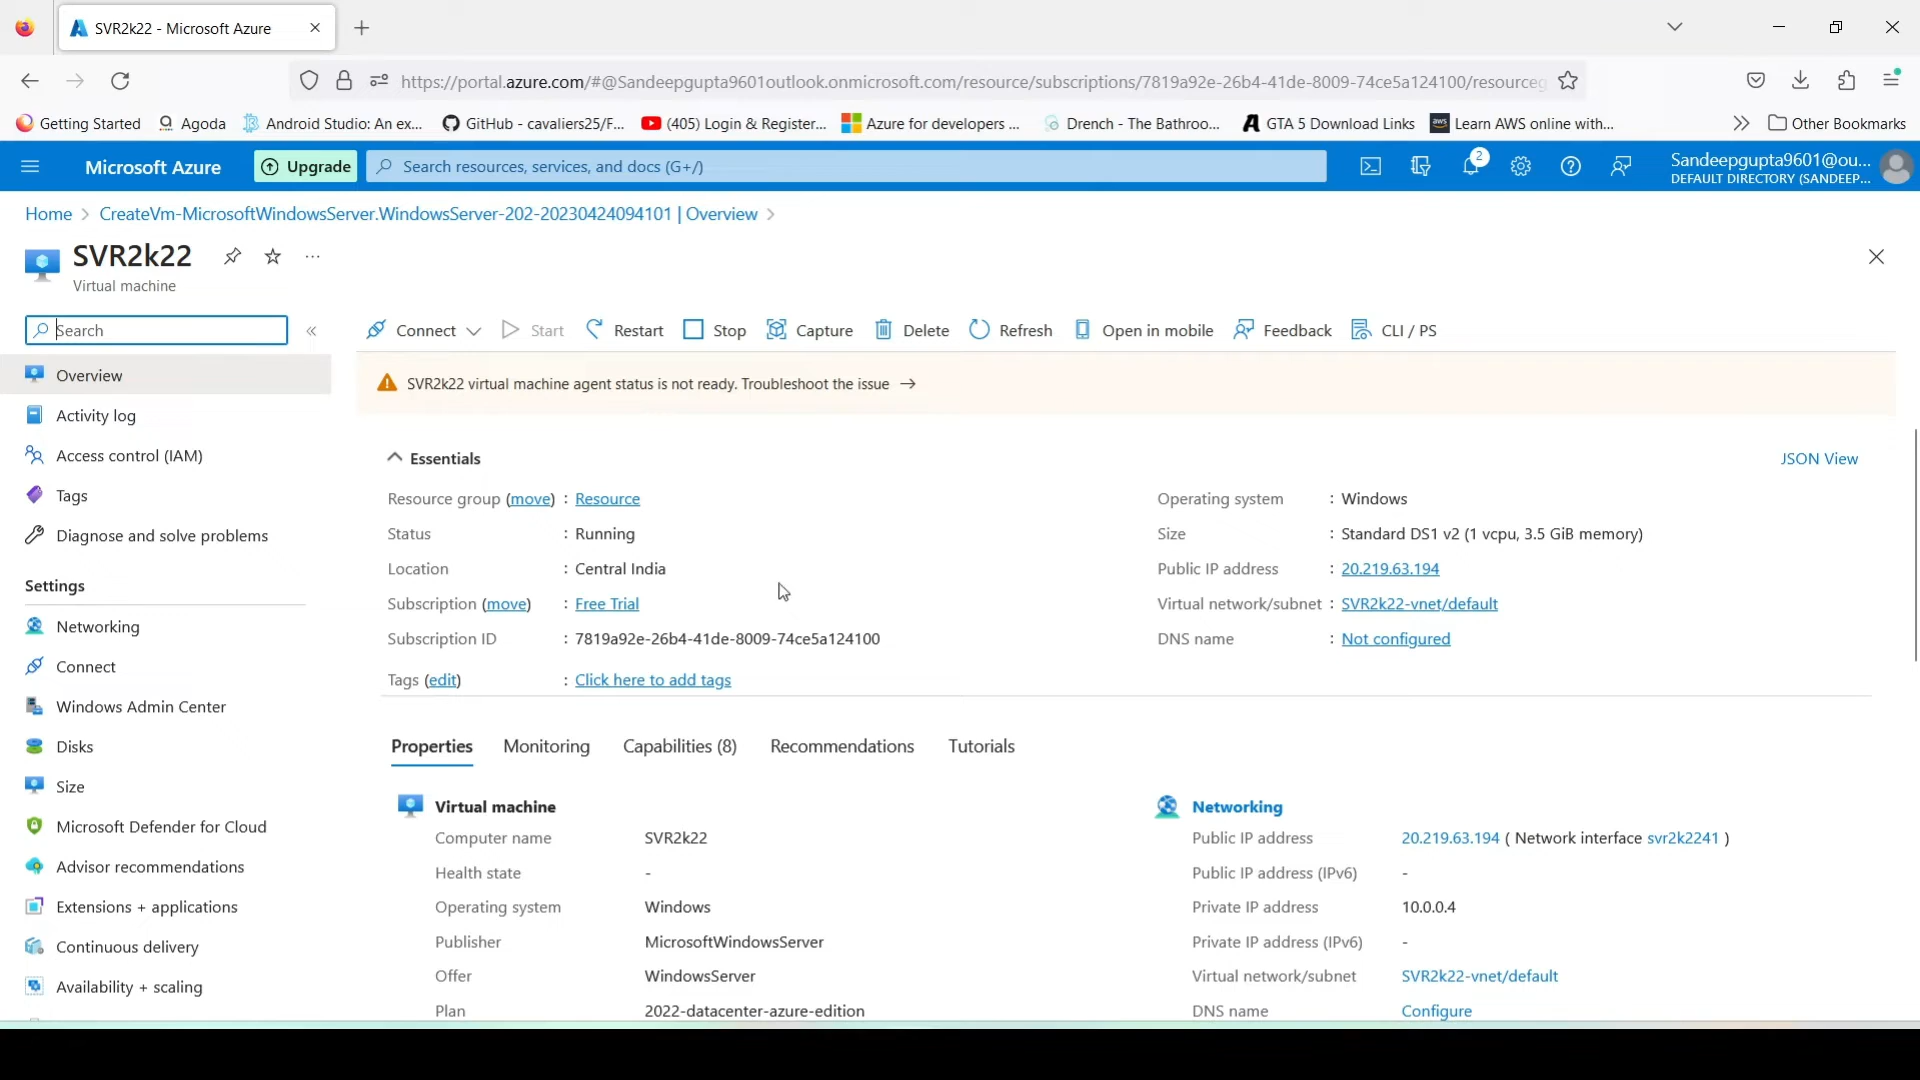 SVR2k22 - Microsoft Azure
https://portal.azure.com/#@Sandeepgupta9601outlook.onmicrosoft.com/resource/subscriptions/7819a92e-26b4-41de-8009-74ce5a124100/resourceg
Getting Started Agoda Android Studio: An ex... GitHub - cavaliers25/F... (405) Login & Register... Azure for developers ... Drench - The Bathroo... GTA 5 Download Links aws Learn AWS online with... Other Bookmarks
Microsoft Azure Upgrade Search resources, services, and docs (G+/) 2 Sandeepgupta9601@ou...
DEFAULT DIRECTORY (SANDEEP...
Home > CreateVm-MicrosoftWindowsServer.WindowsServer-202-20230424094101 | Overview >
SVR2k22
Virtual machine
Search
Connect Start Restart Stop Capture Delete Refresh Open in mobile Feedback CLI / PS
Overview
Activity log
Access control (IAM)
Tags
Diagnose and solve problems
Settings
Networking
Connect
Windows Admin Center
Disks
Size
Microsoft Defender for Cloud
Advisor recommendations
Extensions + applications
Continuous delivery
Availability + scaling
SVR2k22 virtual machine agent status is not ready. Troubleshoot the issue →
Essentials
JSON View
Resource group (move) : Resource
Status : Running
Location : Central India
Subscription (move) : Free Trial
Subscription ID : 7819a92e-26b4-41de-8009-74ce5a124100
Tags (edit) : Click here to add tags
Operating system : Windows
Size : Standard DS1 v2 (1 vcpu, 3.5 GiB memory)
Public IP address : 20.219.63.194
Virtual network/subnet : SVR2k22-vnet/default
DNS name : Not configured
Properties Monitoring Capabilities (8) Recommendations Tutorials
Virtual machine
Computer name SVR2k22
Health state -
Operating system Windows
Publisher MicrosoftWindowsServer
Offer WindowsServer
Plan 2022-datacenter-azure-edition
Networking
Public IP address 20.219.63.194 ( Network interface svr2k2241 )
Public IP address (IPv6) -
Private IP address 10.0.0.4
Private IP address (IPv6) -
Virtual network/subnet SVR2k22-vnet/default
DNS name Configure